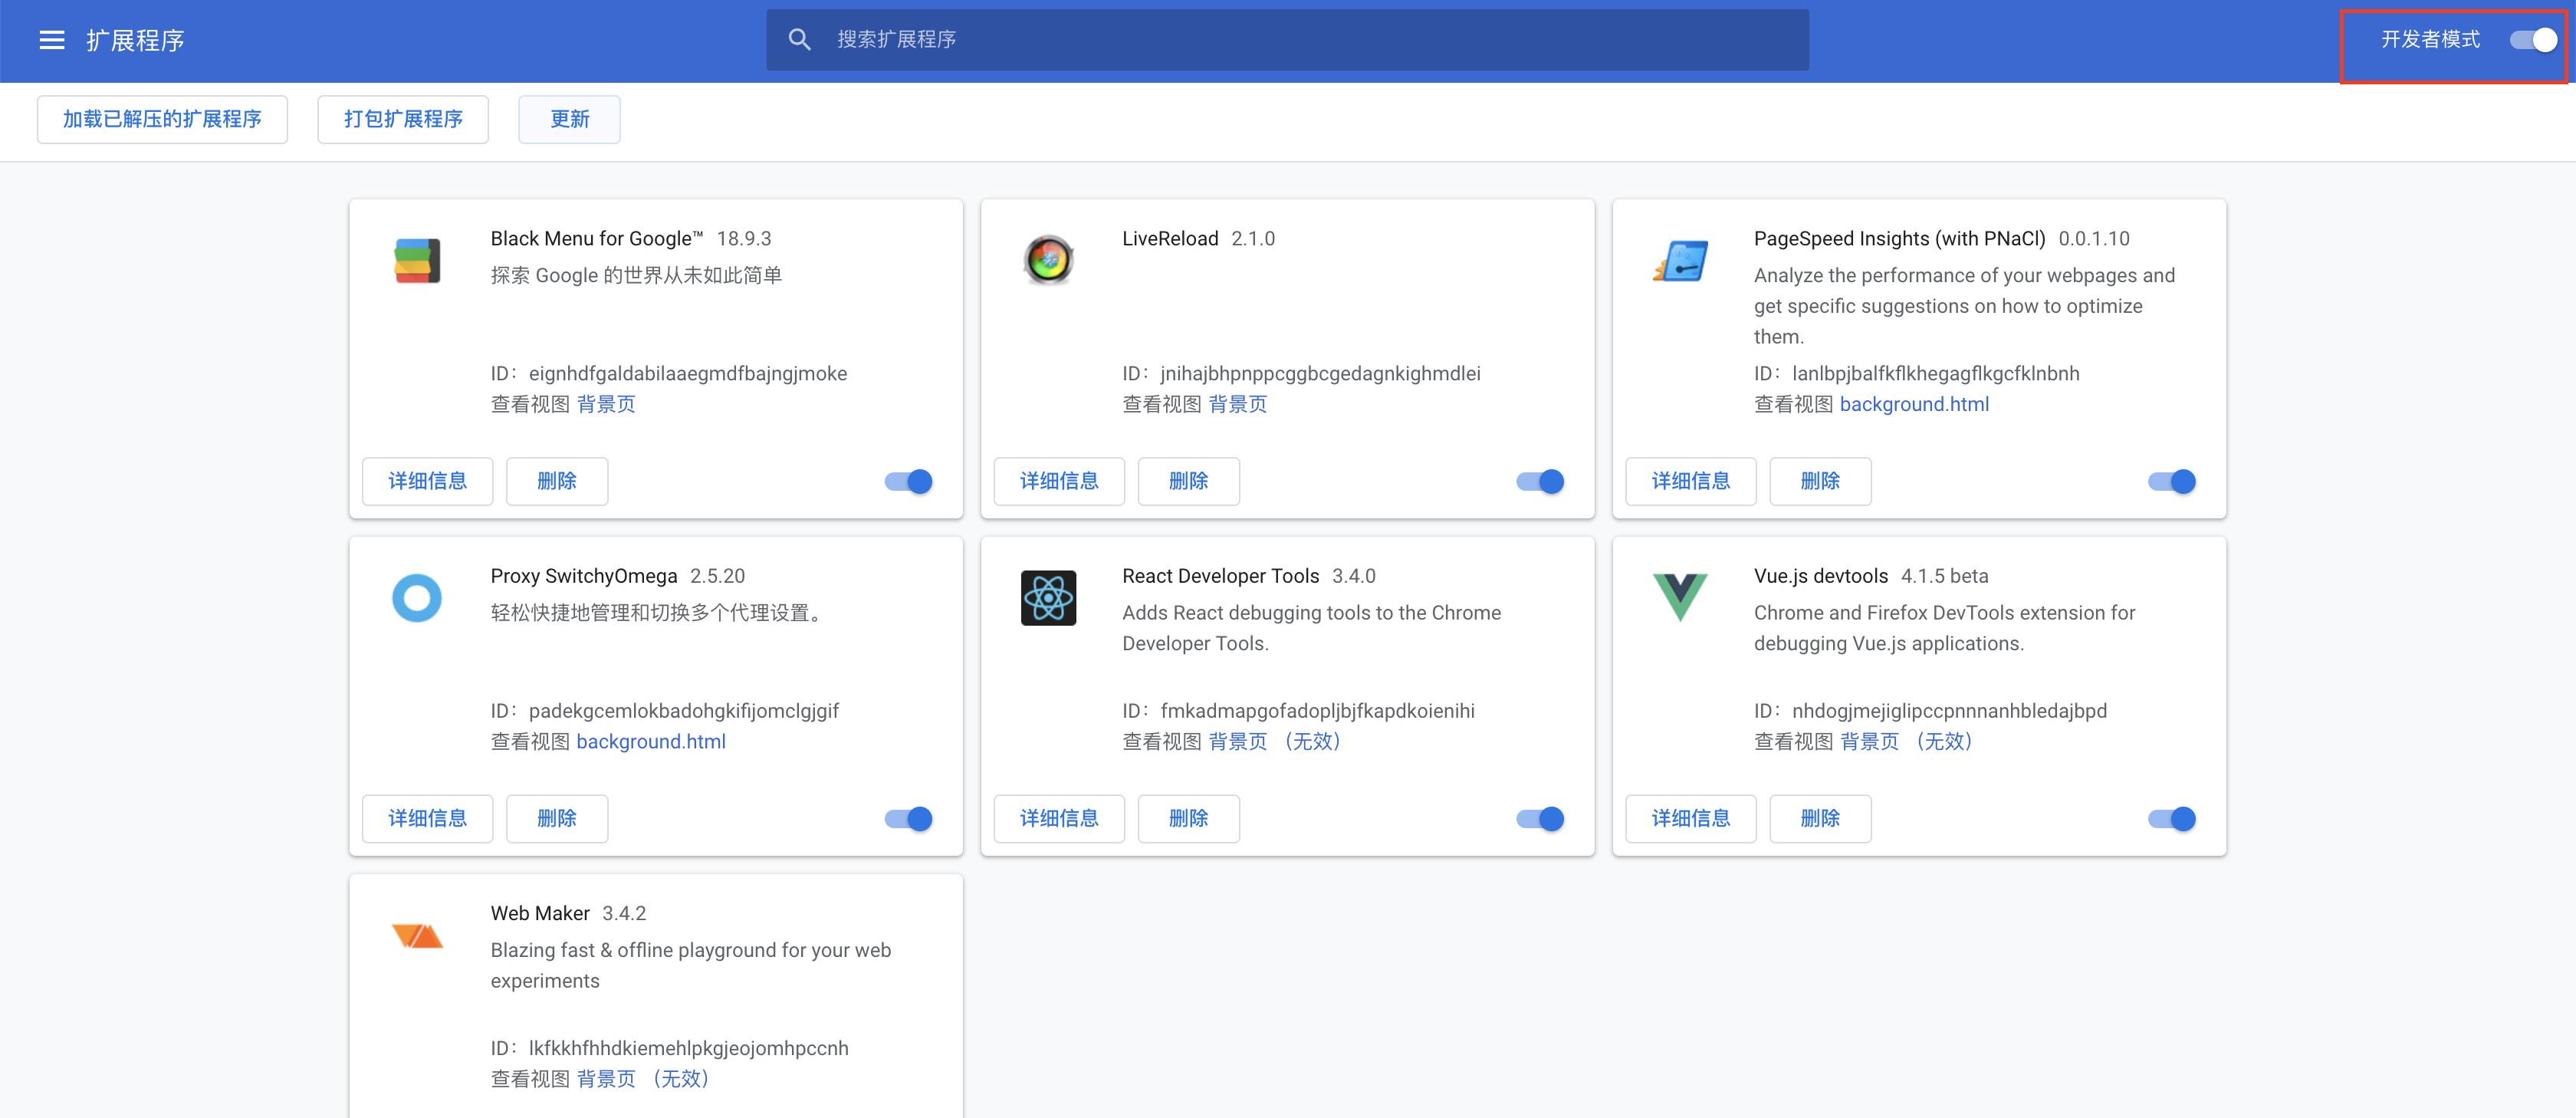 扩展程序
搜索扩展程序
开发者模式
加载已解压的扩展程序
打包扩展程序
更新
Black Menu for Google™ 18.9.3
探索 Google 的世界从未如此简单
ID：eignhdfgaldabilaaegmdfbajngjmoke
查看视图 背景页
详细信息
删除
LiveReload 2.1.0
ID：jnihajbhpnppcggbcgedagnkighmdlei
查看视图 背景页
详细信息
删除
PageSpeed Insights (with PNaCl) 0.0.1.10
Analyze the performance of your webpages and
get specific suggestions on how to optimize
them.
ID：lanlbpjbalfkflkhegagflkgcfklnbnh
查看视图 background.html
详细信息
删除
Proxy SwitchyOmega 2.5.20
轻松快捷地管理和切换多个代理设置。
ID：padekgcemlokbadohgkifijomclgjgif
查看视图 background.html
详细信息
删除
React Developer Tools 3.4.0
Adds React debugging tools to the Chrome
Developer Tools.
ID：fmkadmapgofadopljbjfkapdkoienihi
查看视图 背景页 （无效）
详细信息
删除
Vue.js devtools 4.1.5 beta
Chrome and Firefox DevTools extension for
debugging Vue.js applications.
ID：nhdogjmejiglipccpnnnanhbledajbpd
查看视图 背景页 （无效）
详细信息
删除
Web Maker 3.4.2
Blazing fast & offline playground for your web
experiments
ID：lkfkkhfhhdkiemehlpkgjeojomhpccnh
查看视图 背景页 （无效）